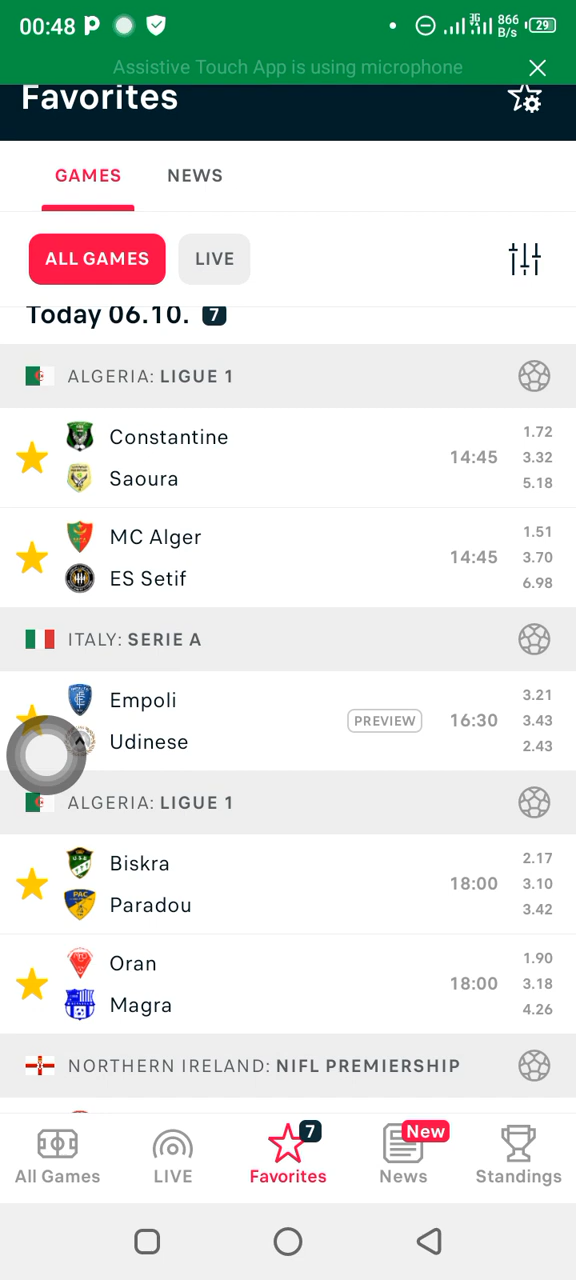 00:48 P 3G 866 B/s 29
Assistive Touch App is using microphone
Favorites
GAMES NEWS
ALL GAMES LIVE
Today 06.10. 7
ALGERIA: LIGUE 1
Constantine
Saoura
14:45
1.72
3.32
5.18
MC Alger
ES Setif
14:45
1.51
3.70
6.98
ITALY: SERIE A
Empoli
Udinese
PREVIEW 16:30
3.21
3.43
2.43
ALGERIA: LIGUE 1
Biskra
Paradou
18:00
2.17
3.10
3.42
Oran
Magra
18:00
1.90
3.18
4.26
NORTHERN IRELAND: NIFL PREMIERSHIP
7 New
All Games LIVE Favorites News Standings